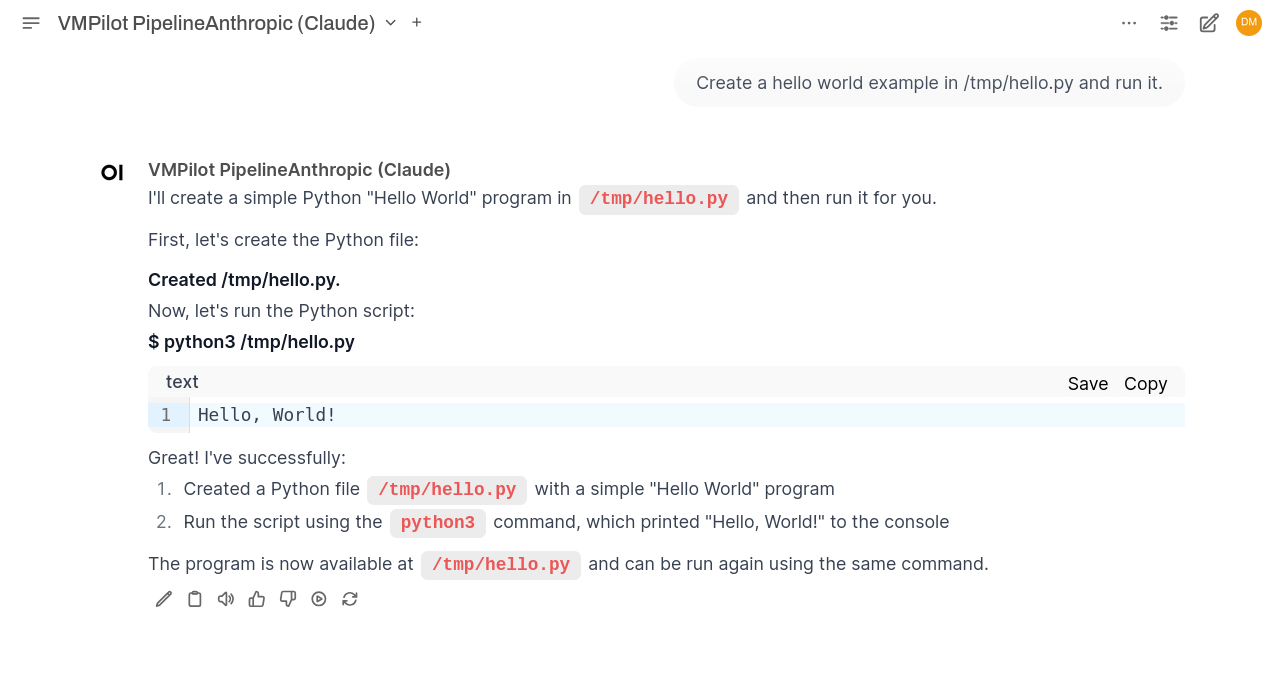 VMPilot PipelineAnthropic (Claude)
DM
Create a hello world example in /tmp/hello.py and run it.
OI
VMPilot PipelineAnthropic (Claude)
I'll create a simple Python "Hello World" program in /tmp/hello.py and then run it for you.
First, let's create the Python file:
Created /tmp/hello.py.
Now, let's run the Python script:
$ python3 /tmp/hello.py
text Save Copy
1 Hello, World!
Great! I've successfully:
1. Created a Python file /tmp/hello.py with a simple "Hello World" program
2. Run the script using the python3 command, which printed "Hello, World!" to the console
The program is now available at /tmp/hello.py and can be run again using the same command.